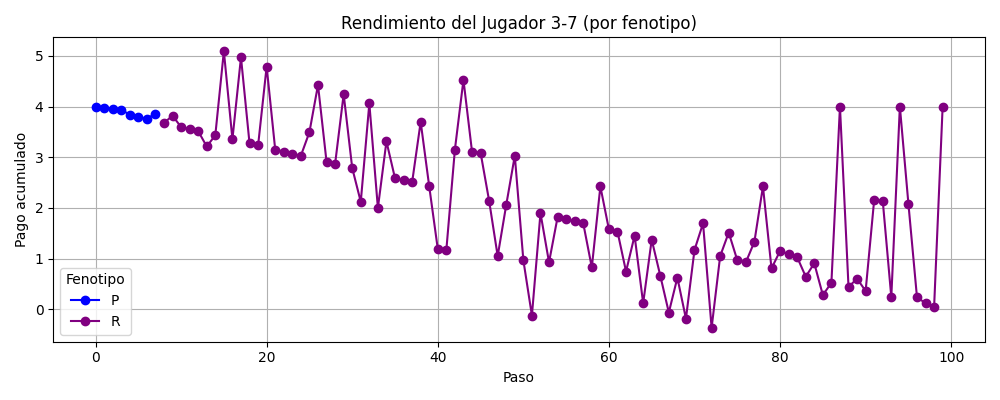 Rendimiento del Jugador 3-7 (por fenotipo)
Pago acumulado
5
4
3
2
1
0
Fenotipo
P
R
0 20 40 60 80 100
Paso